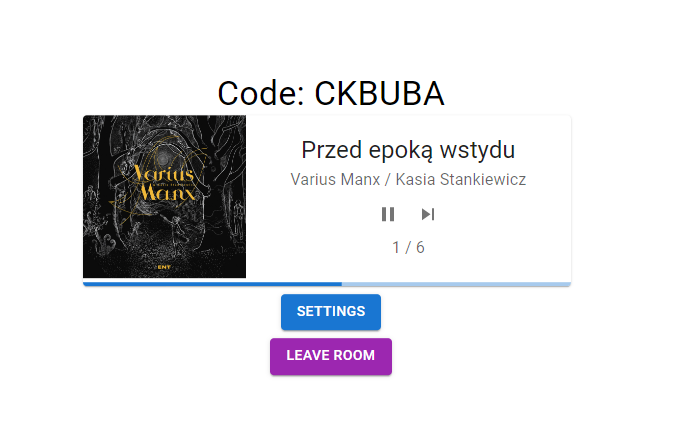 Code: CKBUBA
Varius
Manx
ENT
Przed epoką wstydu
Varius Manx / Kasia Stankiewicz
1 / 6
SETTINGS
LEAVE ROOM